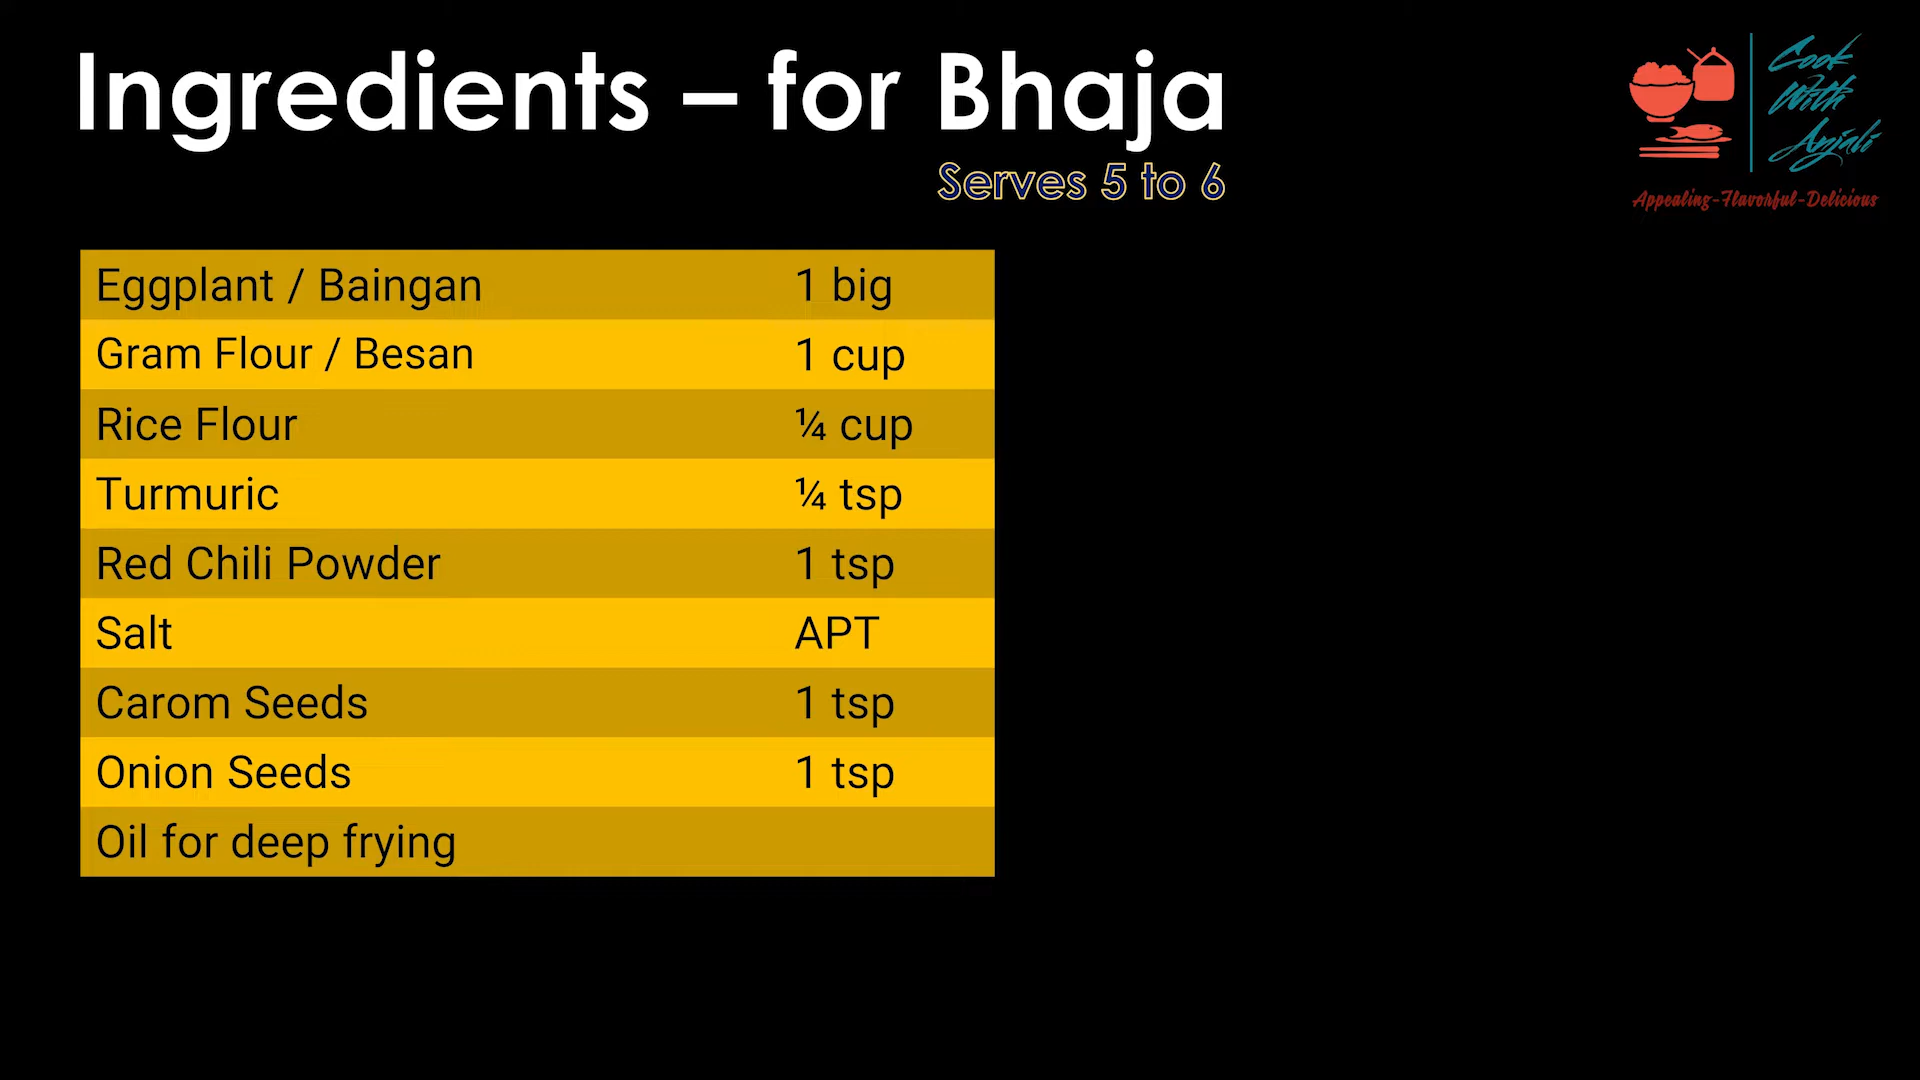 Ingredients – for Bhaja
Serves 5 to 6
Cook
With
Anjali
Appealing-Flavorful-Delicious
Eggplant / Baingan 1 big
Gram Flour / Besan 1 cup
Rice Flour ¼ cup
Turmuric ¼ tsp
Red Chili Powder 1 tsp
Salt APT
Carom Seeds 1 tsp
Onion Seeds 1 tsp
Oil for deep frying